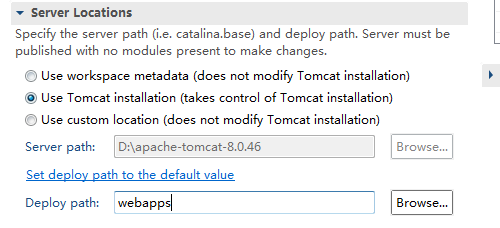 Server Locations
Specify the server path (i.e. catalina.base) and deploy path. Server must be
published with no modules present to make changes.
Use workspace metadata (does not modify Tomcat installation)
Use Tomcat installation (takes control of Tomcat installation)
Use custom location (does not modify Tomcat installation)
Server path: D:\apache-tomcat-8.0.46 Browse...
Set deploy path to the default value
Deploy path: webapps Browse...